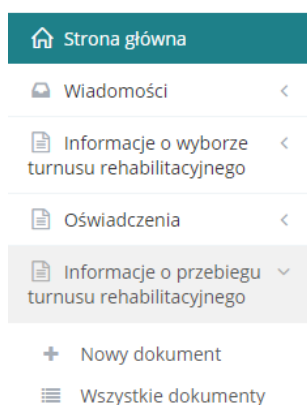 Strona główna
Wiadomości
Informacje o wyborze
turnusu rehabilitacyjnego
Oświadczenia
Informacje o przebiegu
turnusu rehabilitacyjnego
Nowy dokument
Wszystkie dokumenty